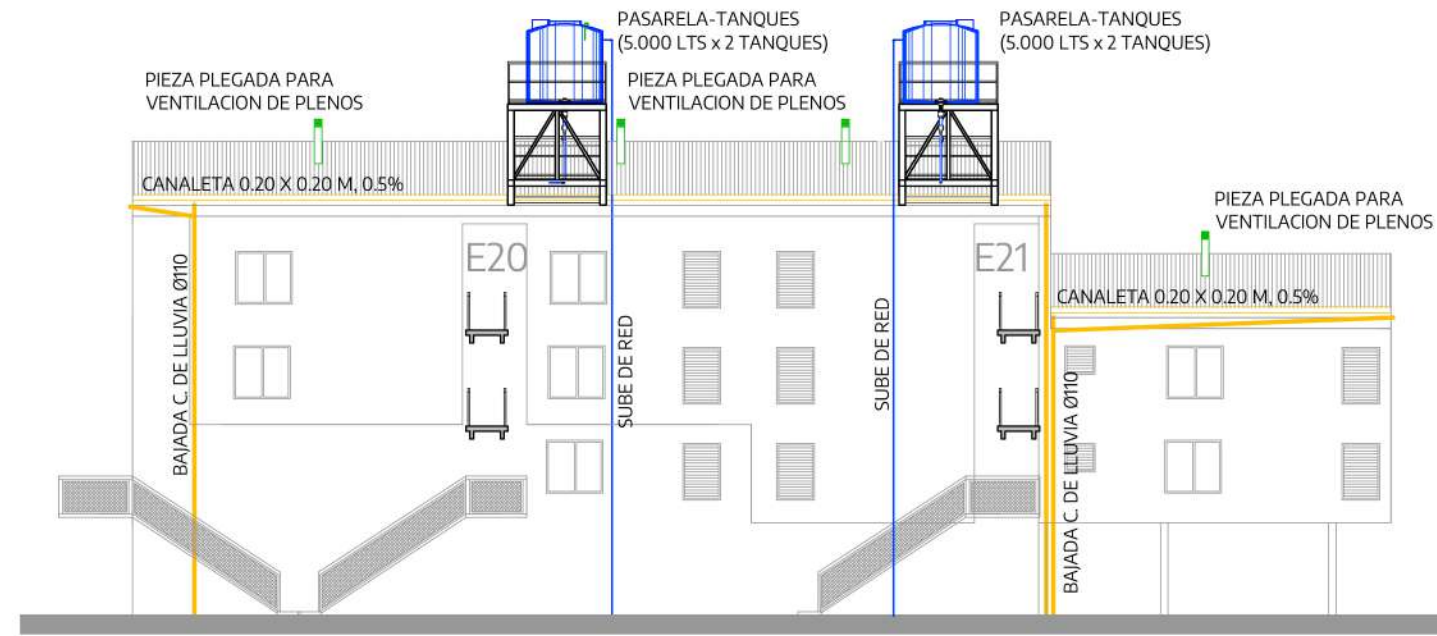 PASARELA-TANQUES
(5.000 LTS x 2 TANQUES)
PASARELA-TANQUES
(5.000 LTS x 2 TANQUES)
PIEZA PLEGADA PARA
VENTILACION DE PLENOS
PIEZA PLEGADA PARA
VENTILACION DE PLENOS
CANALETA 0.20 X 0.20 M, 0.5%
PIEZA PLEGADA PARA
VENTILACION DE PLENOS
E20
E21
CANALETA 0.20 X 0.20 M, 0.5%
BAJADA C. DE LLUVIA Ø110
SUBE DE RED
SUBE DE RED
BAJADA C. DE LLUVIA Ø110